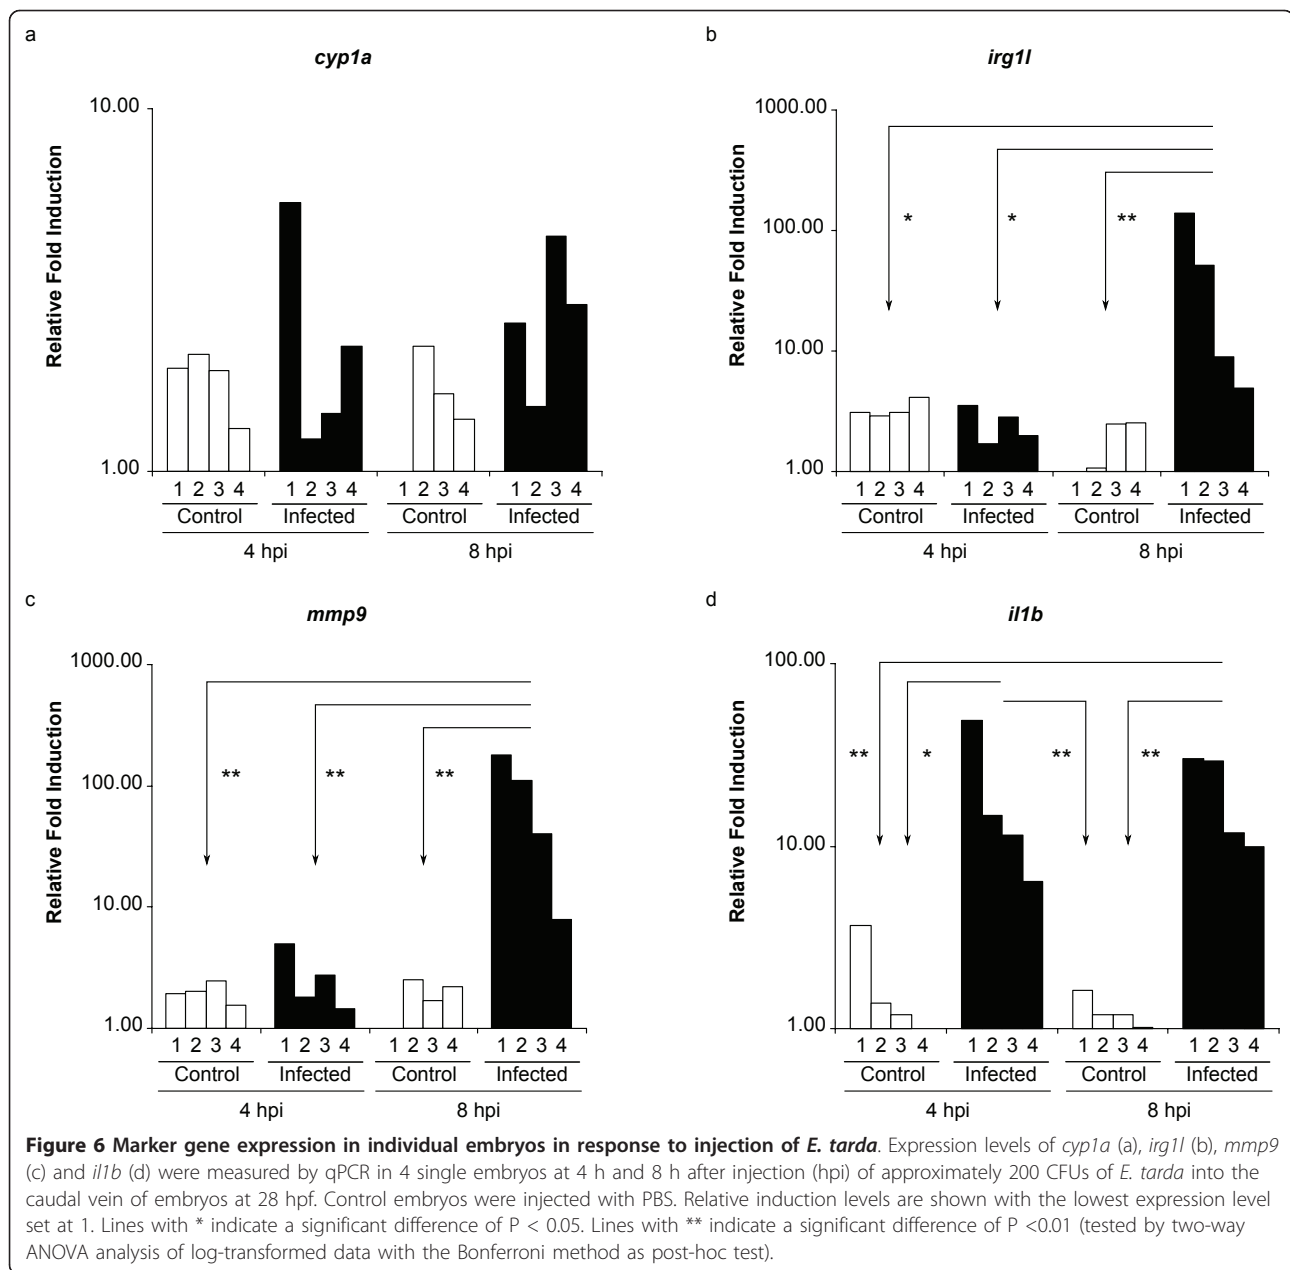 a
cyp1a
10.00
Relative Fold Induction
1.00
1 2 3 4 1 2 3 4 1 2 3 4 1 2 3 4
Control Infected Control Infected
4 hpi 8 hpi
b
irg1l
1000.00
100.00
10.00
1.00
Relative Fold Induction
* * **
1 2 3 4 1 2 3 4 1 2 3 4 1 2 3 4
Control Infected Control Infected
4 hpi 8 hpi
c
mmp9
1000.00
100.00
10.00
1.00
Relative Fold Induction
** ** **
1 2 3 4 1 2 3 4 1 2 3 4 1 2 3 4
Control Infected Control Infected
4 hpi 8 hpi
d
il1b
100.00
10.00
1.00
Relative Fold Induction
** * ** **
1 2 3 4 1 2 3 4 1 2 3 4 1 2 3 4
Control Infected Control Infected
4 hpi 8 hpi
Figure 6 Marker gene expression in individual embryos in response to injection of E. tarda. Expression levels of cyp1a (a), irg1l (b), mmp9
(c) and il1b (d) were measured by qPCR in 4 single embryos at 4 h and 8 h after injection (hpi) of approximately 200 CFUs of E. tarda into the
caudal vein of embryos at 28 hpf. Control embryos were injected with PBS. Relative induction levels are shown with the lowest expression level
set at 1. Lines with * indicate a significant difference of P < 0.05. Lines with ** indicate a significant difference of P <0.01 (tested by two-way
ANOVA analysis of log-transformed data with the Bonferroni method as post-hoc test).